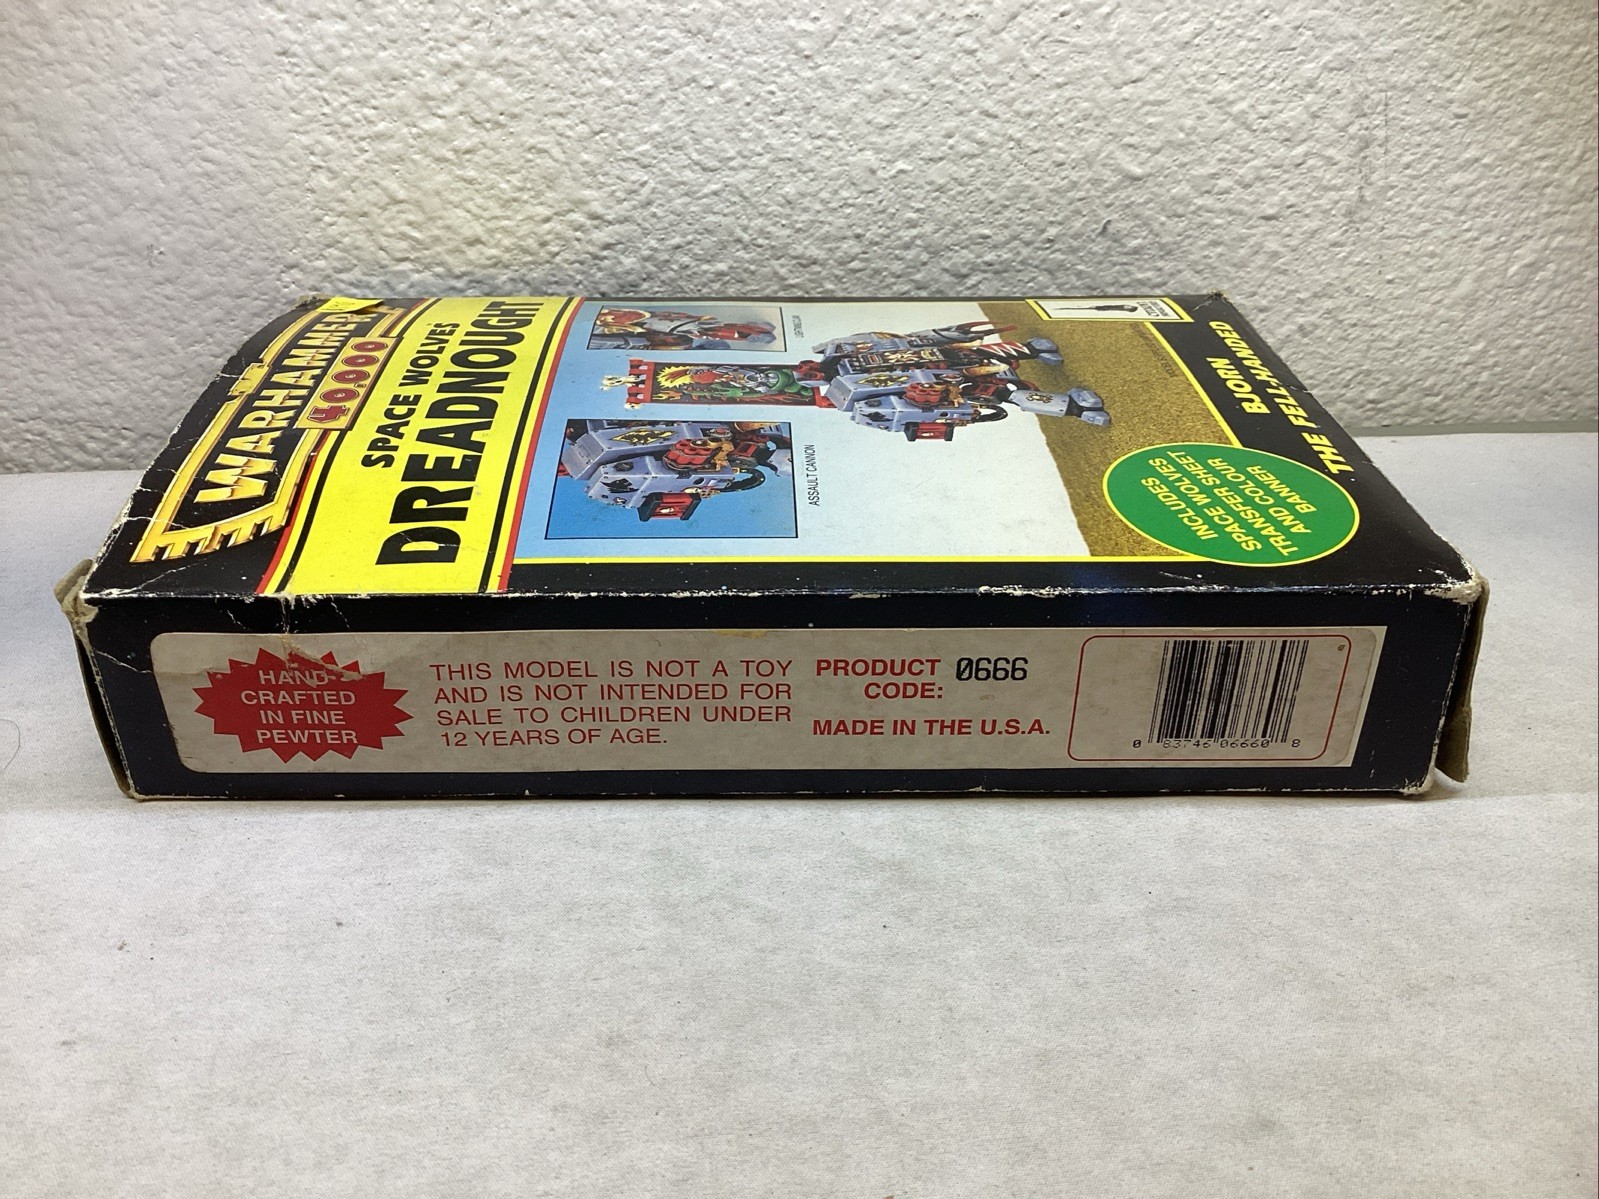 WARHAMMER
40,000
SPACE WOLVES
DREADNOUGHT
LIGHTNING CLAW
ASSAULT CANNON
BJORN
THE FELL-HANDED
INCLUDES
SPACE WOLVES
TRANSFER SHEET
AND COLOUR
BANNER
HAND
CRAFTED
IN FINE
PEWTER
THIS MODEL IS NOT A TOY
AND IS NOT INTENDED FOR
SALE TO CHILDREN UNDER
12 YEARS OF AGE.
PRODUCT 0666
CODE:
MADE IN THE U.S.A.
0 83746 06660 8